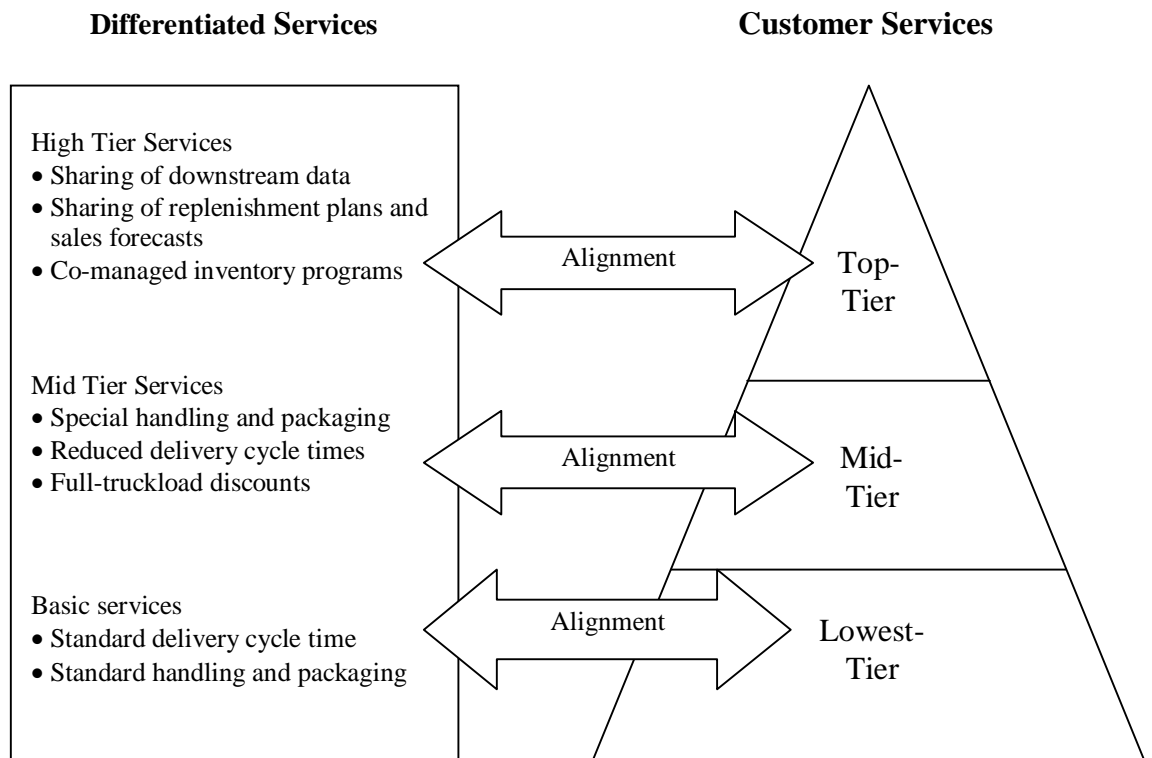 Differentiated Services
Customer Services
High Tier Services
• Sharing of downstream data
• Sharing of replenishment plans and
sales forecasts
• Co-managed inventory programs
Alignment
Top-
Tier
Mid Tier Services
• Special handling and packaging
• Reduced delivery cycle times
• Full-truckload discounts
Alignment
Mid-
Tier
Basic services
• Standard delivery cycle time
• Standard handling and packaging
Alignment
Lowest-
Tier